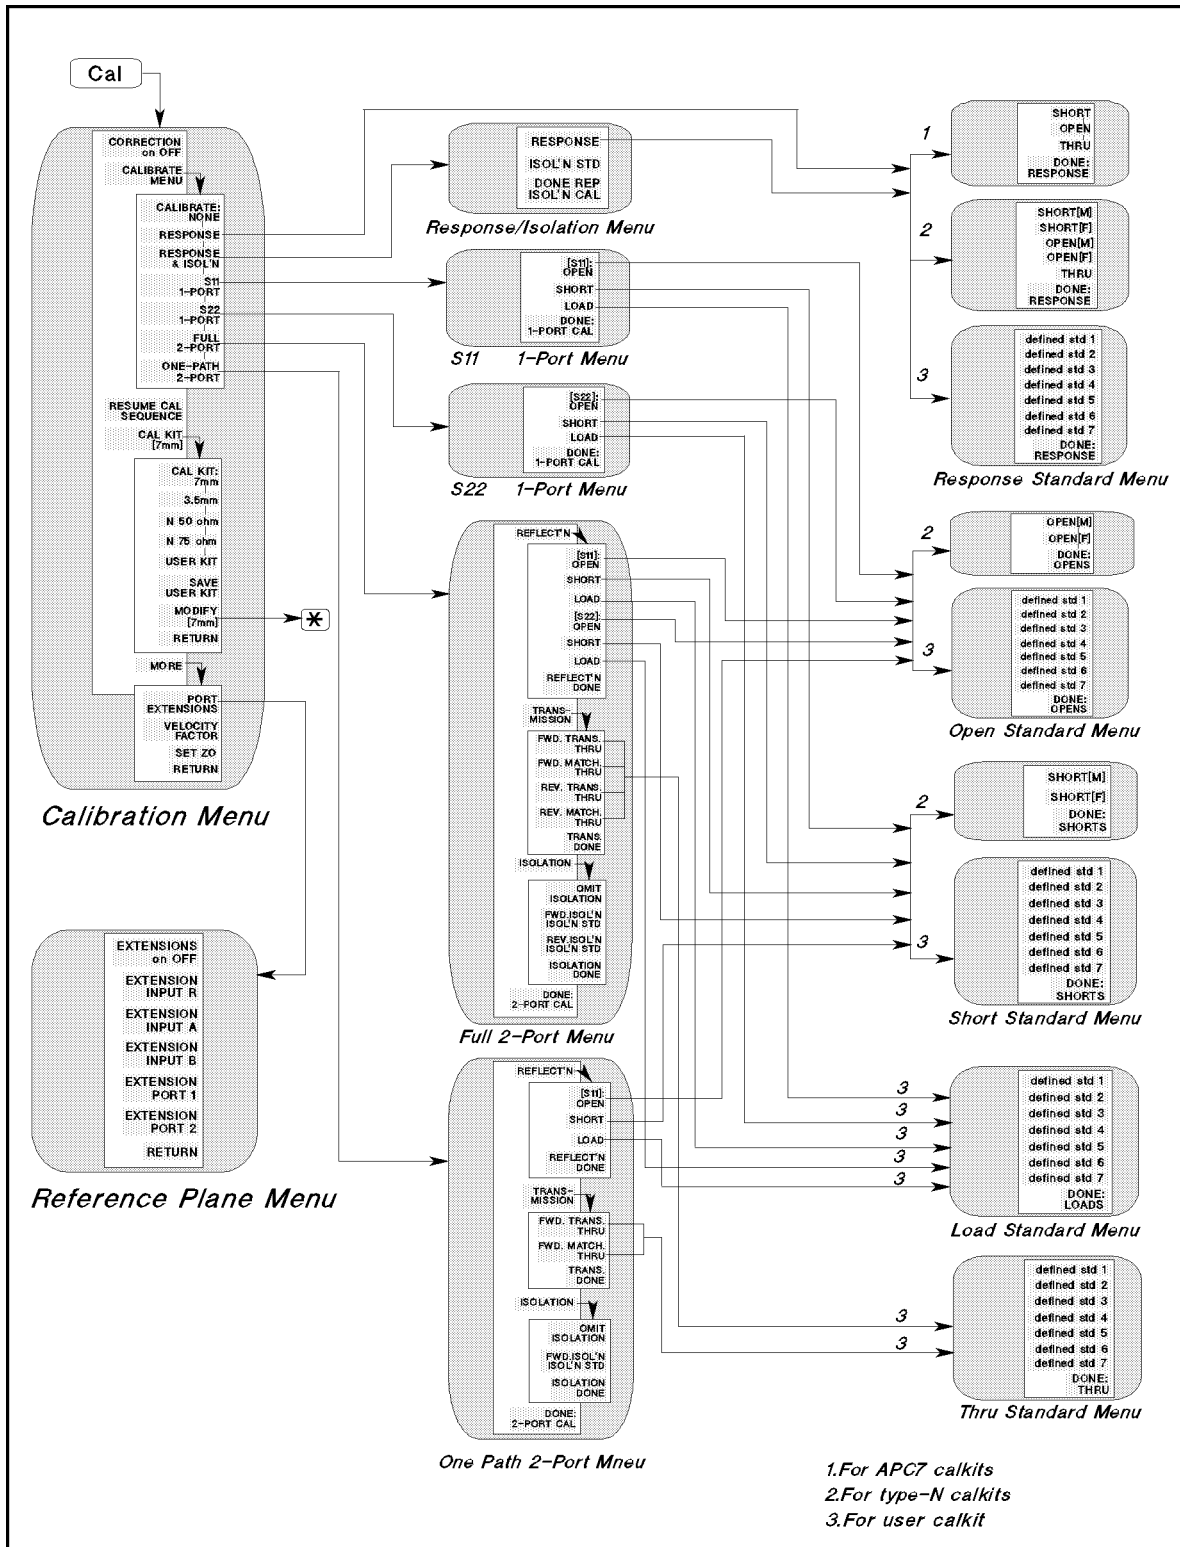 Cal
CORRECTION
on OFF
CALIBRATE
MENU
CALIBRATE:
NONE
RESPONSE
RESPONSE
& ISOL'N
S11
1-PORT
S22
1-PORT
FULL
2-PORT
ONE-PATH
2-PORT
RESUME CAL
SEQUENCE
CAL KIT
[7mm]
CAL KIT:
7mm
3.5mm
N 50 ohm
N 75 ohm
USER KIT
SAVE
USER KIT
MODIFY
[7mm]
RETURN
*
MORE
PORT
EXTENSIONS
VELOCITY
FACTOR
SET ZO
RETURN
Calibration Menu
EXTENSIONS
on OFF
EXTENSION
INPUT R
EXTENSION
INPUT A
EXTENSION
INPUT B
EXTENSION
PORT 1
EXTENSION
PORT 2
RETURN
Reference Plane Menu
RESPONSE
ISOL'N STD
DONE REP
ISOL'N CAL
Response/Isolation Menu
[S11]:
OPEN
SHORT
LOAD
DONE:
1-PORT CAL
S11 1-Port Menu
[S22]:
OPEN
SHORT
LOAD
DONE:
1-PORT CAL
S22 1-Port Menu
REFLECT'N
[S11]:
OPEN
SHORT
LOAD
[S22]:
OPEN
SHORT
LOAD
REFLECT'N
DONE
TRANS-
MISSION
FWD. TRANS.
THRU
FWD. MATCH.
THRU
REV. TRANS.
THRU
REV. MATCH.
THRU
TRANS.
DONE
ISOLATION
OMIT
ISOLATION
FWD.ISOL'N
ISOL'N STD
REV.ISOL'N
ISOL'N STD
ISOLATION
DONE
DONE:
2-PORT CAL
Full 2-Port Menu
REFLECT'N
[S11]:
OPEN
SHORT
LOAD
REFLECT'N
DONE
TRANS-
MISSION
FWD. TRANS.
THRU
FWD. MATCH.
THRU
TRANS.
DONE
ISOLATION
OMIT
ISOLATION
FWD.ISOL'N
ISOL'N STD
ISOLATION
DONE
DONE:
2-PORT CAL
One Path 2-Port Mneu
1
SHORT
OPEN
THRU
DONE:
RESPONSE
2
SHORT[M]
SHORT[F]
OPEN[M]
OPEN[F]
THRU
DONE:
RESPONSE
3
defined std 1
defined std 2
defined std 3
defined std 4
defined std 5
defined std 6
defined std 7
DONE:
RESPONSE
Response Standard Menu
2
OPEN[M]
OPEN[F]
DONE:
OPENS
3
defined std 1
defined std 2
defined std 3
defined std 4
defined std 5
defined std 6
defined std 7
DONE:
OPENS
Open Standard Menu
2
SHORT[M]
SHORT[F]
DONE:
SHORTS
3
defined std 1
defined std 2
defined std 3
defined std 4
defined std 5
defined std 6
defined std 7
DONE:
SHORTS
Short Standard Menu
3
3
3
3
3
defined std 1
defined std 2
defined std 3
defined std 4
defined std 5
defined std 6
defined std 7
DONE:
LOADS
Load Standard Menu
3
3
defined std 1
defined std 2
defined std 3
defined std 4
defined std 5
defined std 6
defined std 7
DONE:
THRU
Thru Standard Menu
1.For APC7 calkits
2.For type-N calkits
3.For user calkit